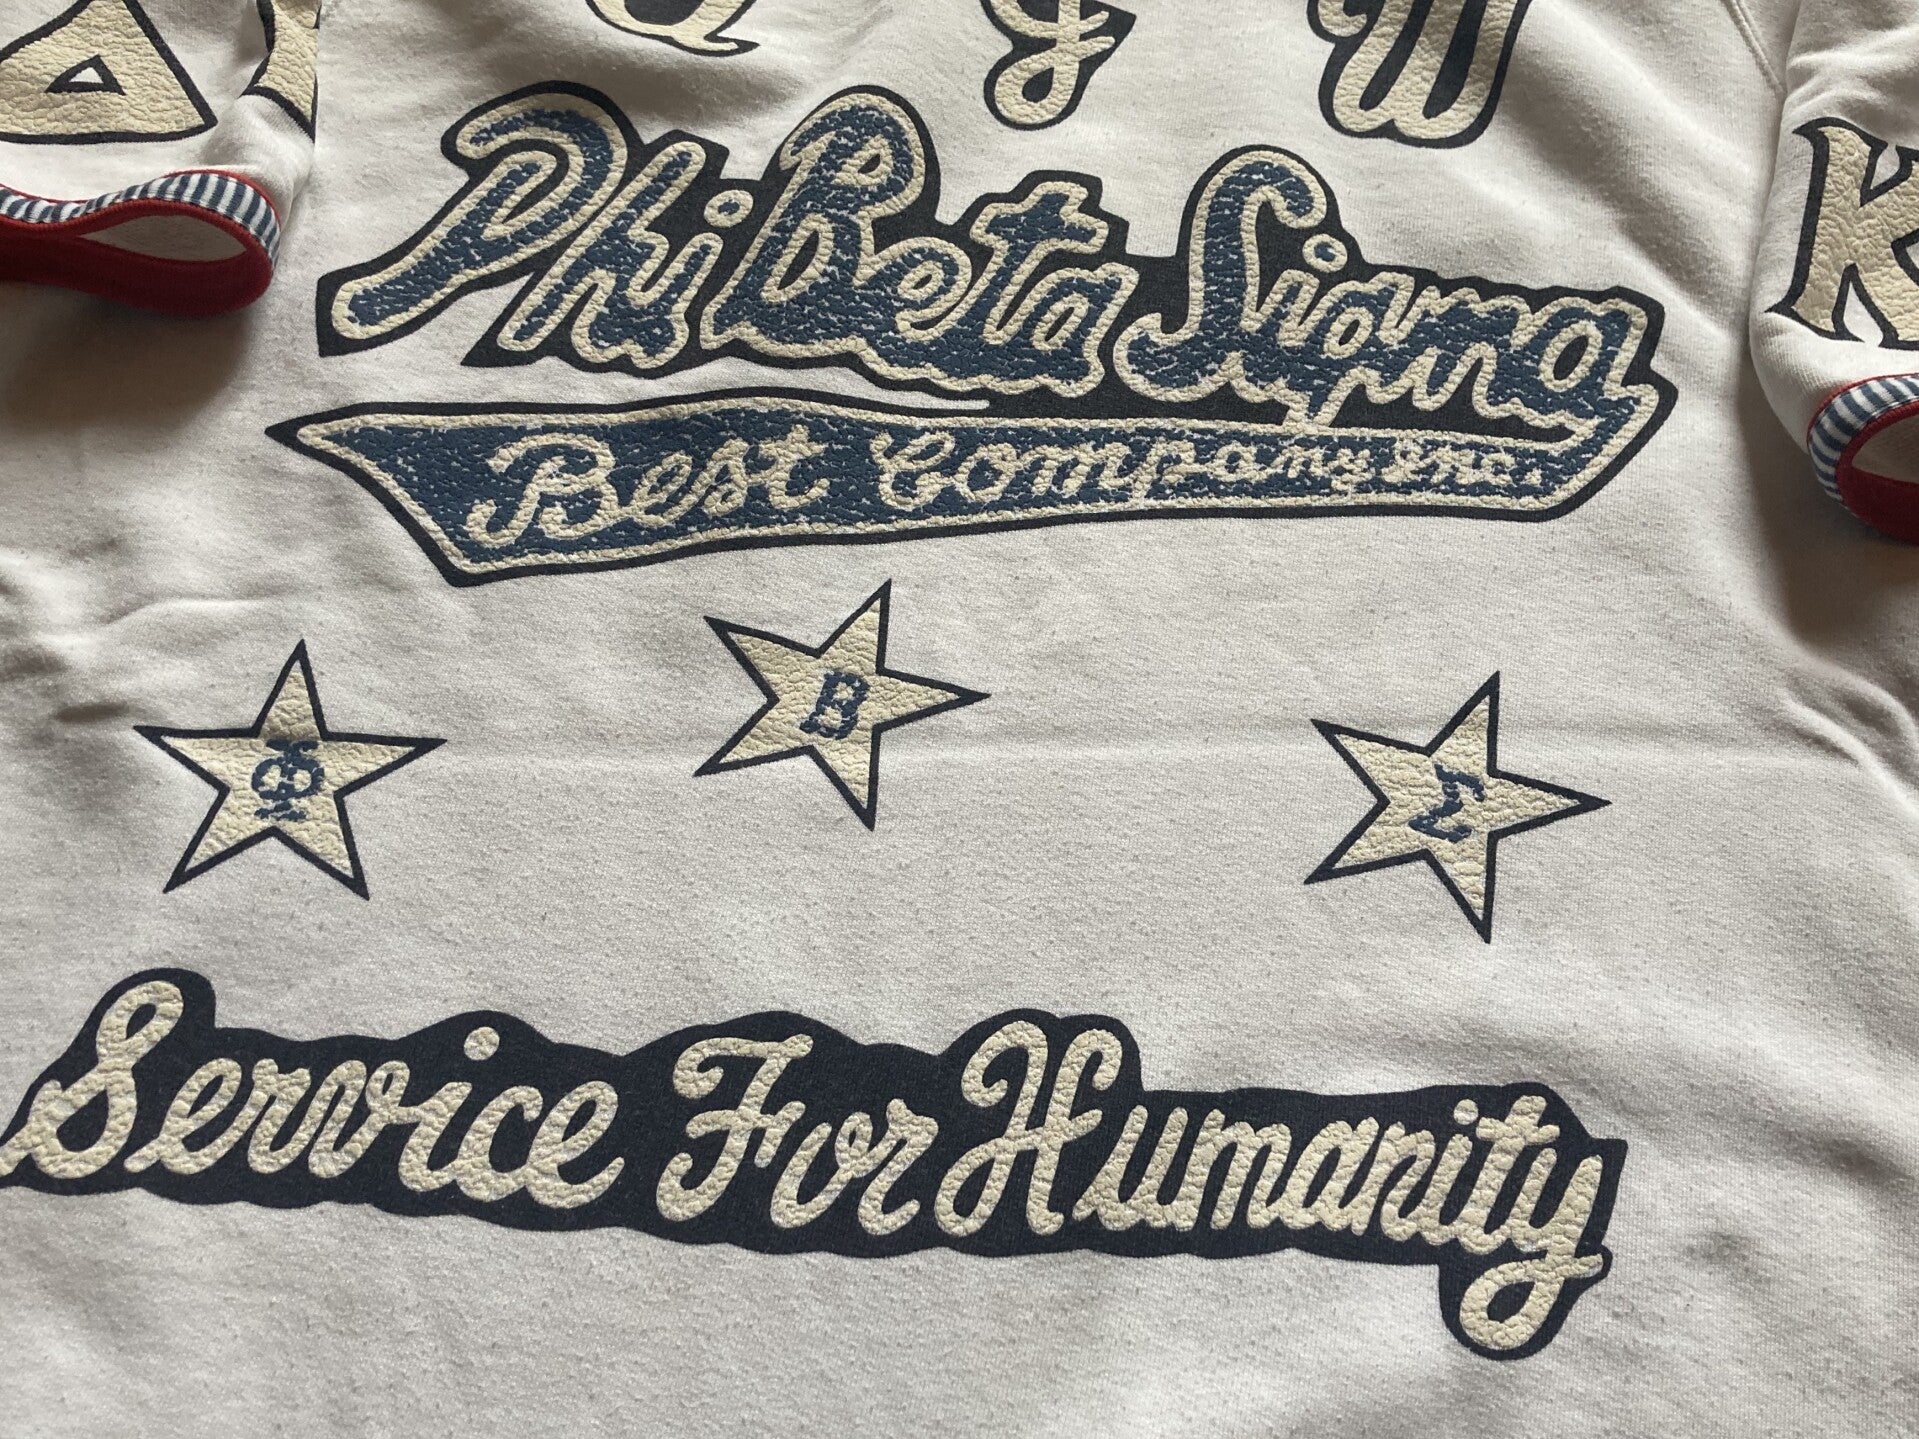 Phi Beta Sigma
Best Company Inc.
Φ
B
Σ
Service For Humanity
K